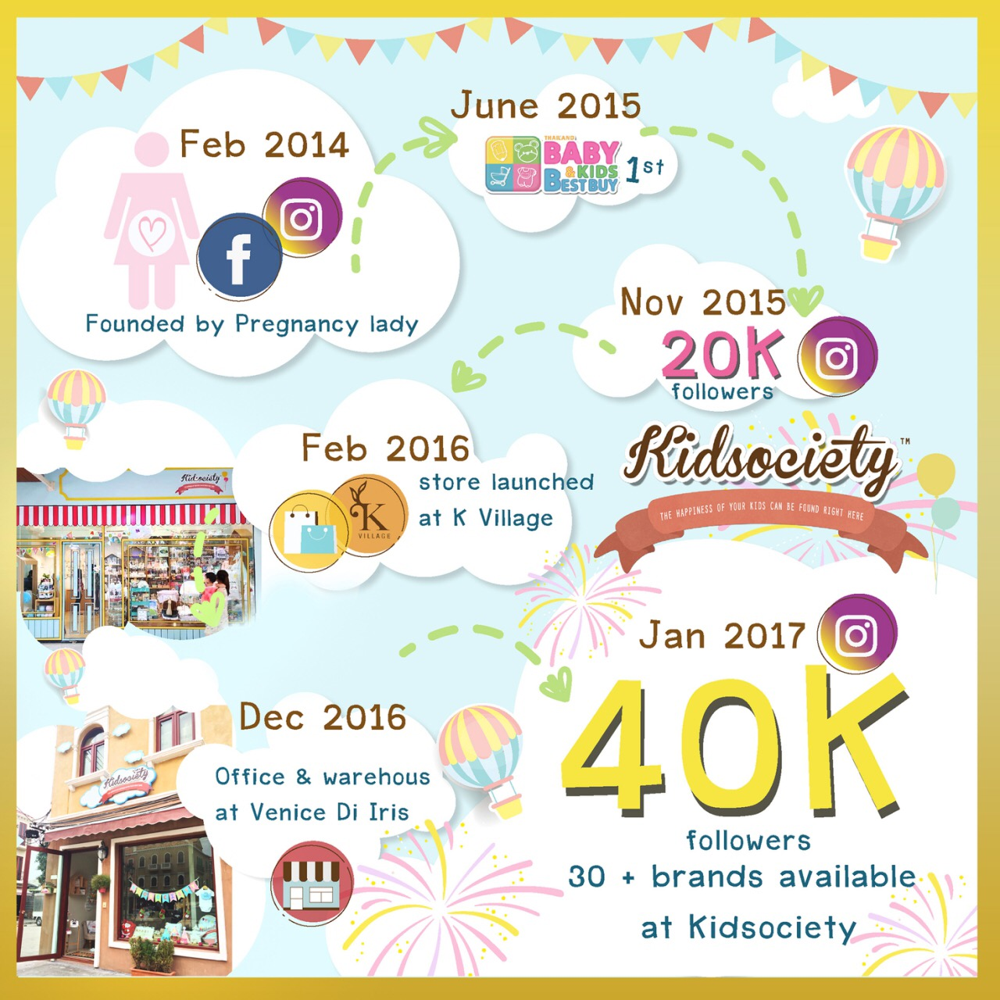 Feb 2014
f
Founded by Pregnancy lady
June 2015
THAILAND
BABY
& KIDS
BEST BUY
1st
Nov 2015
20K
followers
Feb 2016
store launched
at K Village
K
VILLAGE
Kidsociety
Kidsociety™
THE HAPPINESS OF YOUR KIDS CAN BE FOUND RIGHT HERE
Dec 2016
Office & warehous
at Venice Di Iris
Kidsociety
Jan 2017
40K
followers
30 + brands available
at Kidsociety